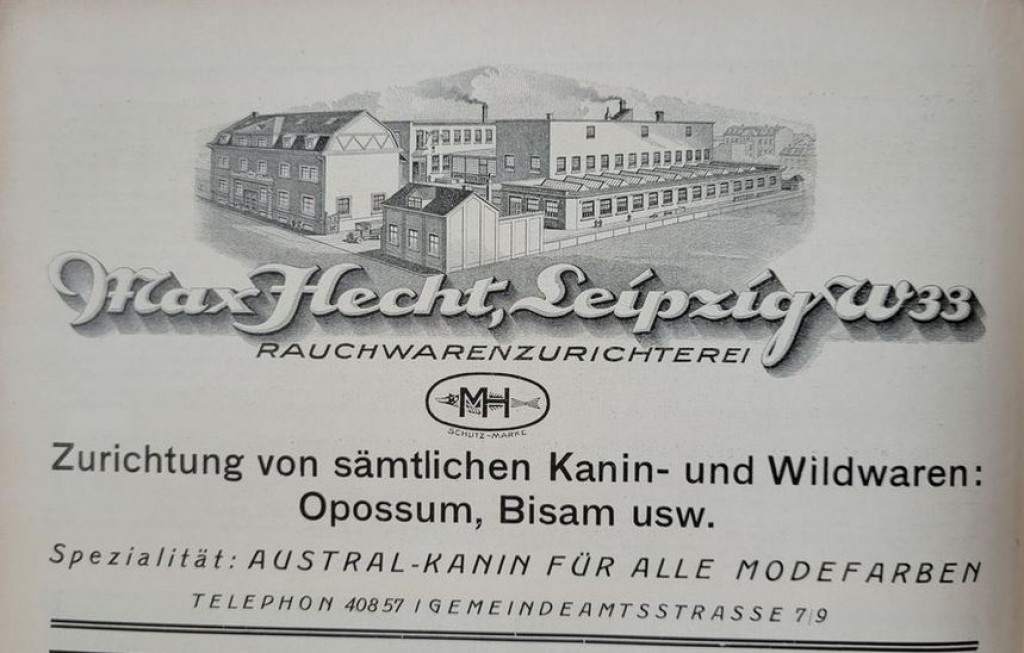 Max Hecht, Leipzig W33
RAUCHWARENZURICHTEREI
MH
SCHUTZ-MARKE
Zurichtung von sämtlichen Kanin- und Wildwaren:
Opossum, Bisam usw.
Spezialität: AUSTRAL-KANIN FÜR ALLE MODEFARBEN
TELEPHON 40857 / GEMEINDEAMTSSTRASSE 7/9